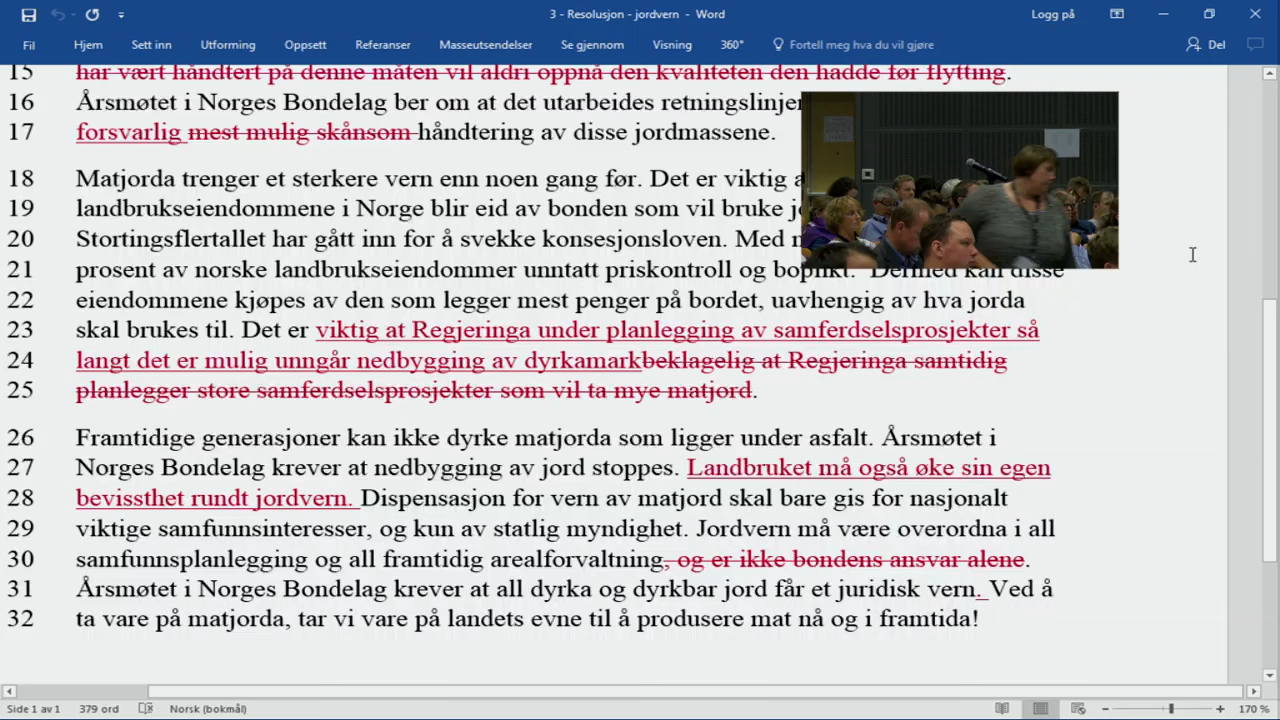 3 - Resolusjon - jordvern - Word
Logg på
Fil Hjem Sett inn Utforming Oppsett Referanser Masseutsendelser Se gjennom Visning 360° Fortell meg hva du vil gjøre Del
15 har vært håndtert på denne måten vil aldri oppnå den kvaliteten den hadde før flytting.
16 Årsmøtet i Norges Bondelag ber om at det utarbeides retningslinjer
17 forsvarlig mest mulig skånsom håndtering av disse jordmassene.
18 Matjorda trenger et sterkere vern enn noen gang før. Det er viktig a
19 landbrukseiendommene i Norge blir eid av bonden som vil bruke jo
20 Stortingsflertallet har gått inn for å svekke konsesjonsloven. Med
21 prosent av norske landbrukseiendommer unntatt priskontroll og boplikt. Dermed kan disse
22 eiendommene kjøpes av den som legger mest penger på bordet, uavhengig av hva jorda
23 skal brukes til. Det er viktig at Regjeringa under planlegging av samferdselsprosjekter så
24 langt det er mulig unngår nedbygging av dyrkamarkbeklagelig at Regjeringa samtidig
25 planlegger store samferdselsprosjekter som vil ta mye matjord.
26 Framtidige generasjoner kan ikke dyrke matjorda som ligger under asfalt. Årsmøtet i
27 Norges Bondelag krever at nedbygging av jord stoppes. Landbruket må også øke sin egen
28 bevissthet rundt jordvern. Dispensasjon for vern av matjord skal bare gis for nasjonalt
29 viktige samfunnsinteresser, og kun av statlig myndighet. Jordvern må være overordna i all
30 samfunnsplanlegging og all framtidig arealforvaltning, og er ikke bondens ansvar alene.
31 Årsmøtet i Norges Bondelag krever at all dyrka og dyrkbar jord får et juridisk vern. Ved å
32 ta vare på matjorda, tar vi vare på landets evne til å produsere mat nå og i framtida!
Side 1 av 1 379 ord Norsk (bokmål) 170 %